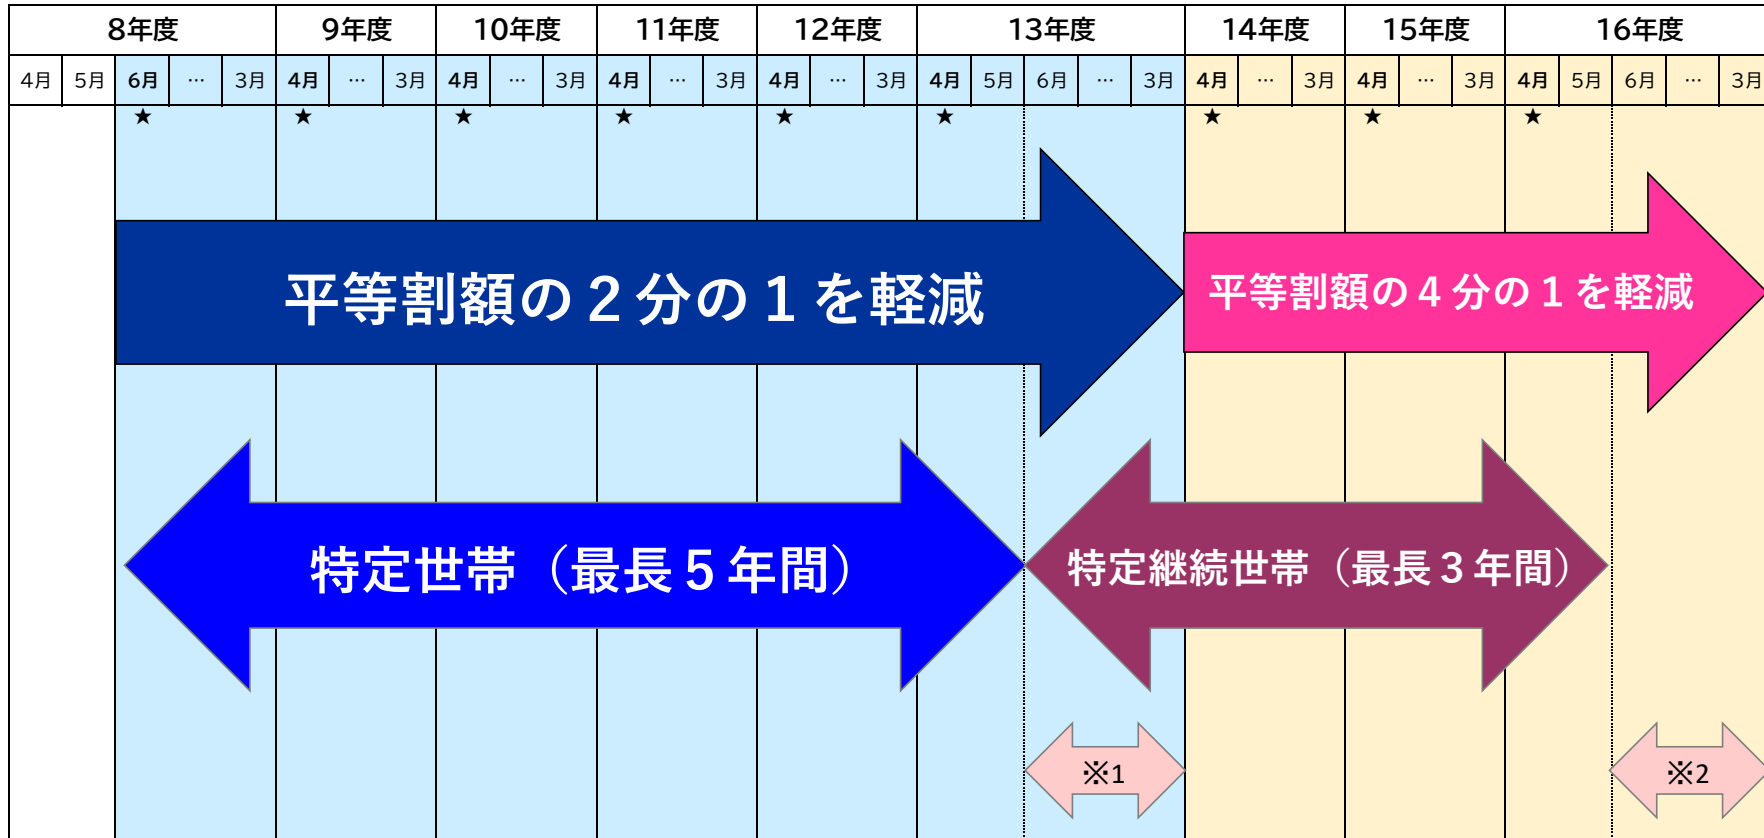 8年度 9年度 10年度 11年度 12年度 13年度 14年度 15年度 16年度
4月 5月 6月 … 3月 4月 … 3月 4月 … 3月 4月 … 3月 4月 … 3月 4月 5月 6月 … 3月 4月 … 3月 4月 … 3月 4月 5月 6月 … 3月
★ ★ ★ ★ ★ ★ ★ ★ ★
平等割額の２分の１を軽減
平等割額の４分の１を軽減
特定世帯（最長５年間）
特定継続世帯（最長３年間）
※1
※2